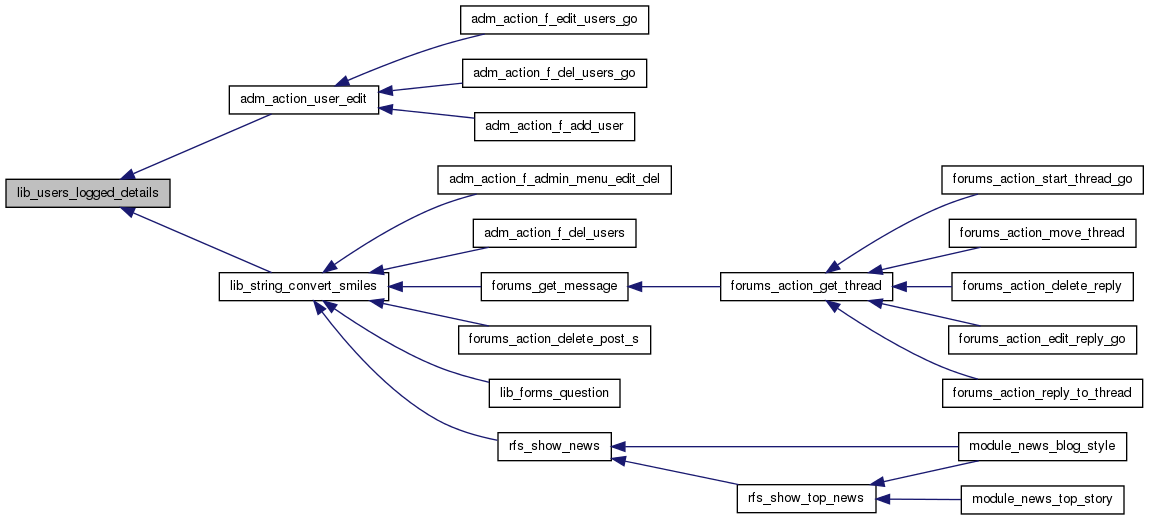 adm_action_f_edit_users_go
adm_action_f_del_users_go
adm_action_user_edit
adm_action_f_add_user
lib_users_logged_details
adm_action_f_admin_menu_edit_del
forums_action_start_thread_go
adm_action_f_del_users
forums_action_move_thread
lib_string_convert_smiles
forums_get_message
forums_action_get_thread
forums_action_delete_reply
forums_action_delete_post_s
forums_action_edit_reply_go
lib_forms_question
forums_action_reply_to_thread
rfs_show_news
module_news_blog_style
rfs_show_top_news
module_news_top_story